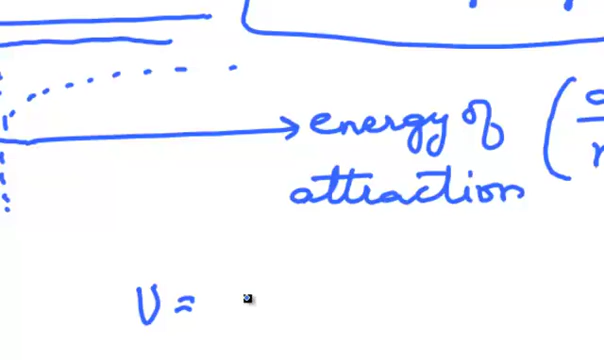 energy of
attraction
U =